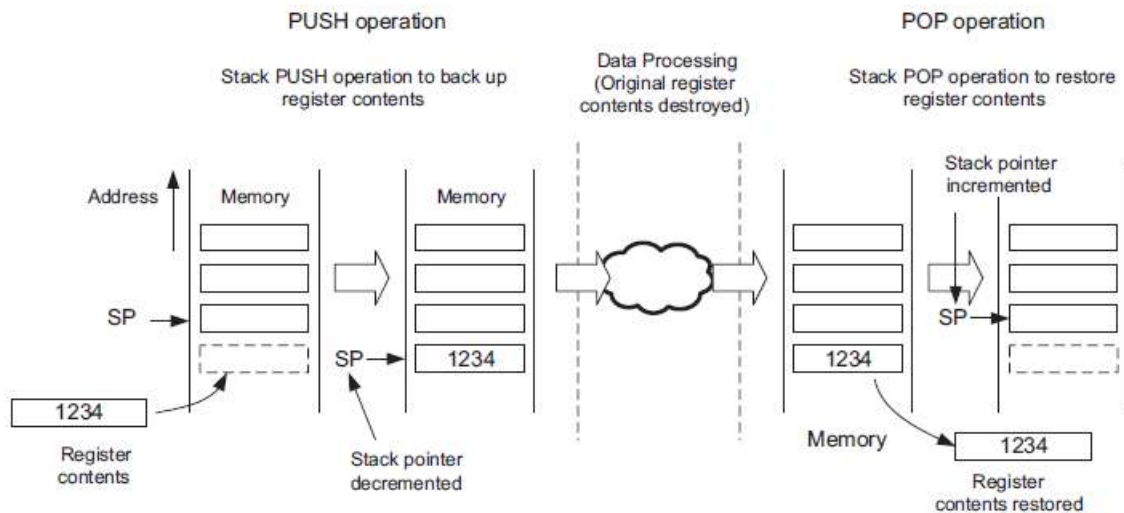 PUSH operation
Stack PUSH operation to back up
register contents
Data Processing
(Original register
contents destroyed)
POP operation
Stack POP operation to restore
register contents
Address
Memory
Memory
Stack pointer
incremented
SP
SP
1234
1234
SP
1234
Register
contents
Stack pointer
decremented
Memory
1234
Register
contents restored